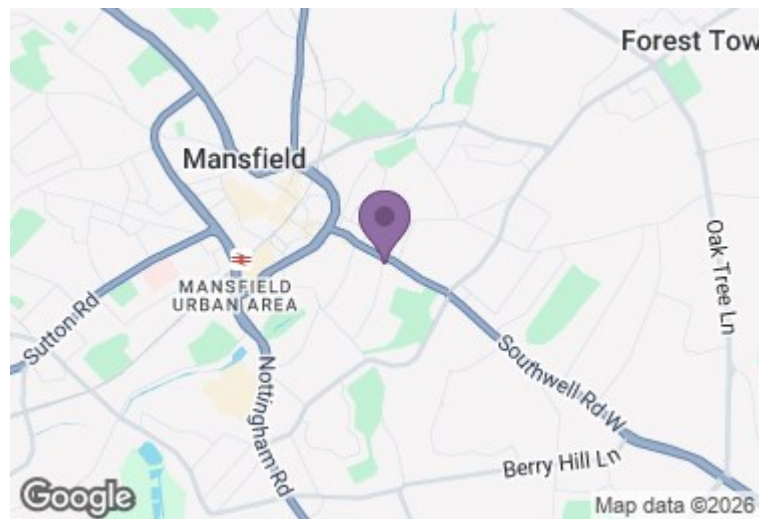 Forest Tow
Mansfield
MANSFIELD
URBAN AREA
Oak Tree Ln
Sutton Rd
Nottingham Rd
Southwell Rd W
Berry Hill Ln
Google
Map data ©2026